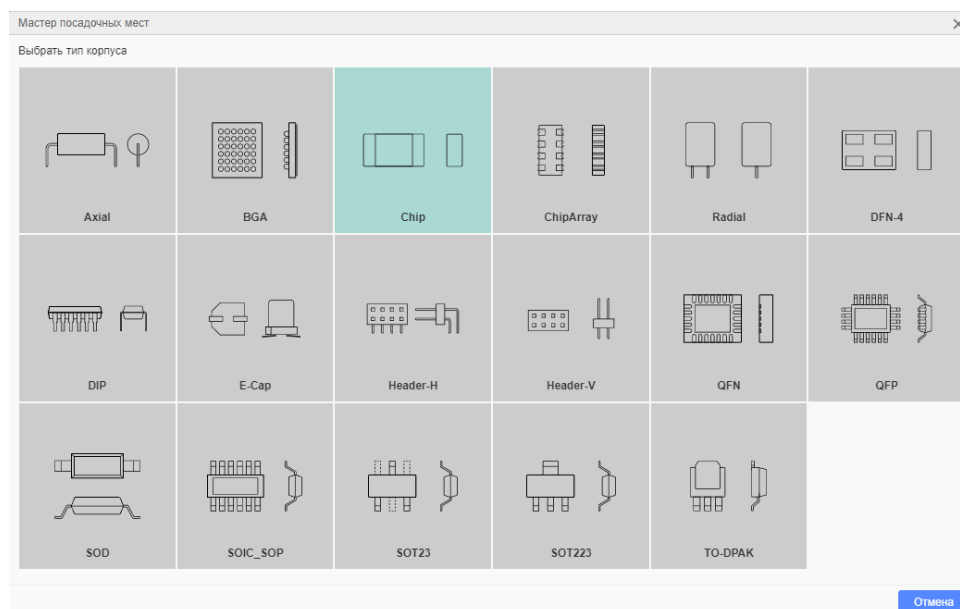 Мастер посадочных мест
Выбрать тип корпуса
Axial
BGA
Chip
ChipArray
Radial
DFN-4
DIP
E-Cap
Header-H
Header-V
QFN
QFP
SOD
SOIC_SOP
SOT23
SOT223
TO-DPAK
Отмена